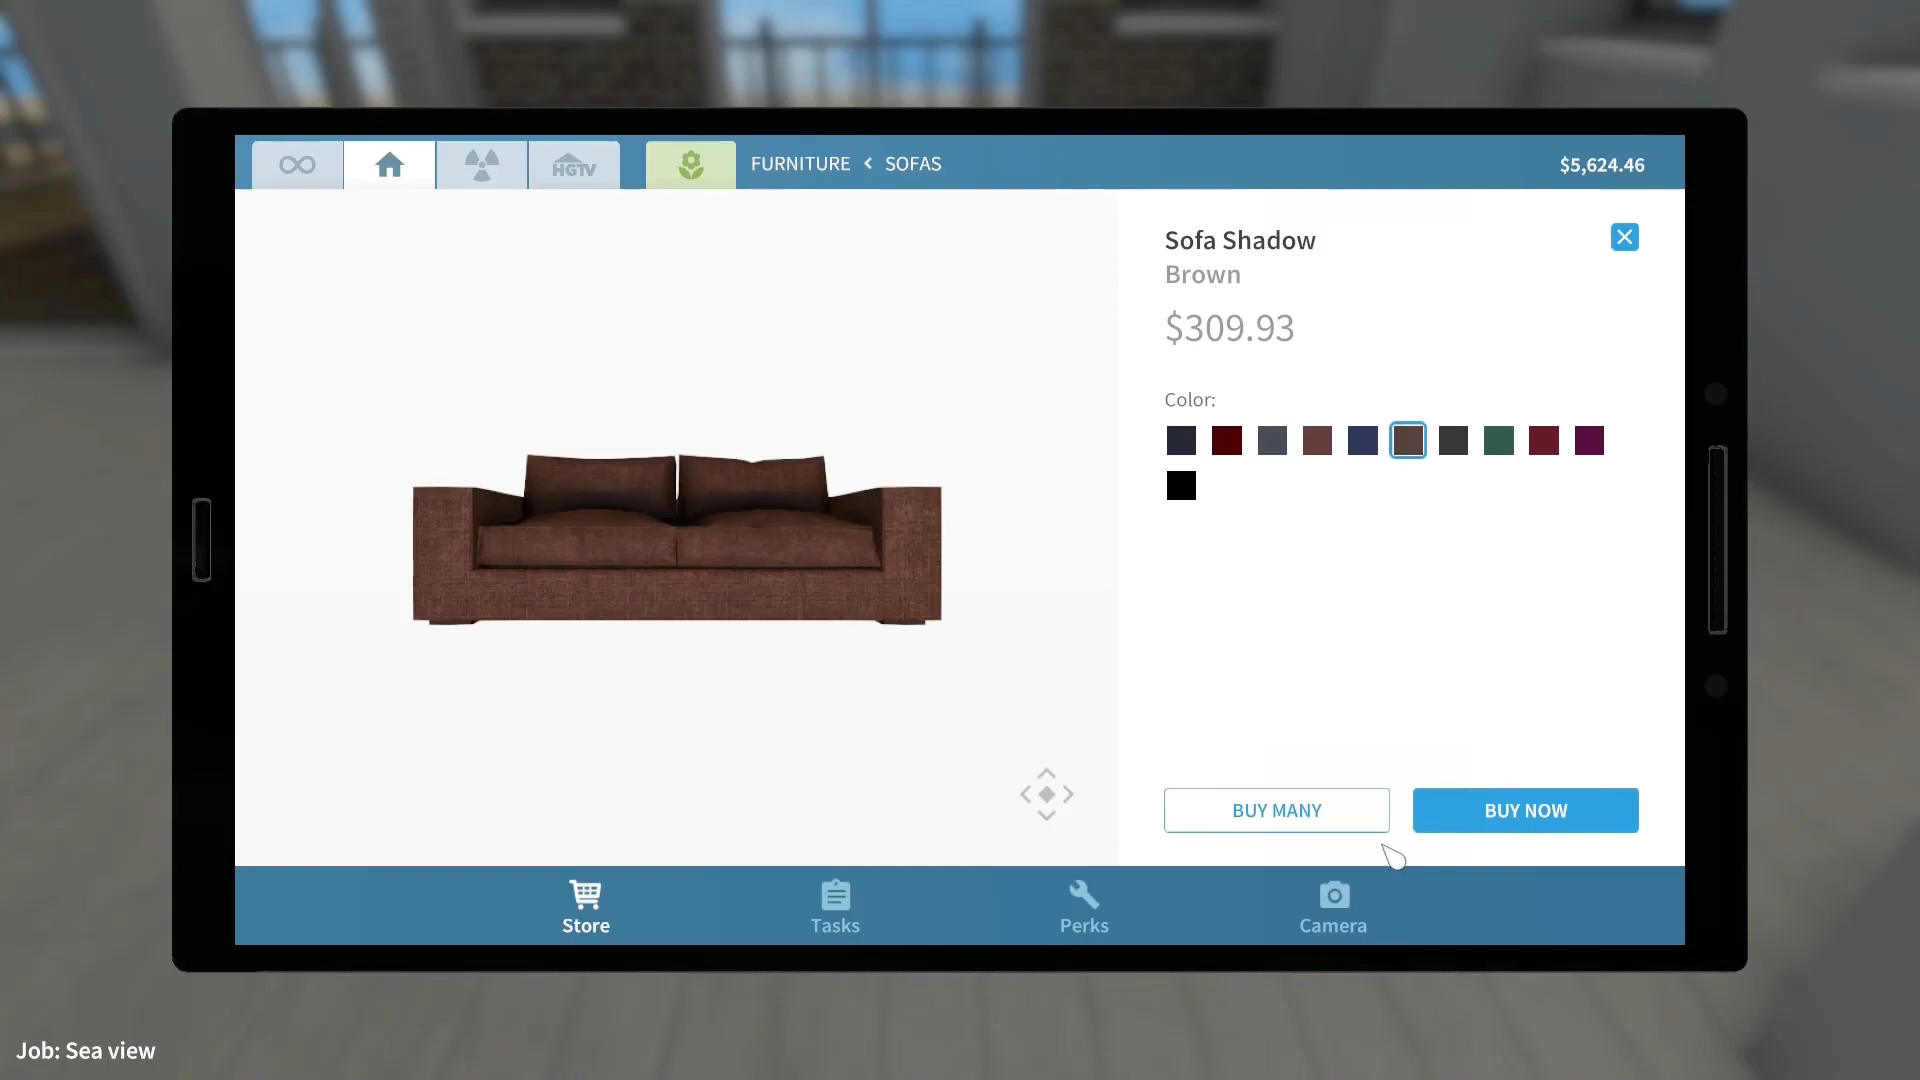 HGTV
FURNITURE < SOFAS
$5,624.46
Sofa Shadow
Brown
$309.93
Color:
BUY MANY
BUY NOW
Store
Tasks
Perks
Camera
Job: Sea view